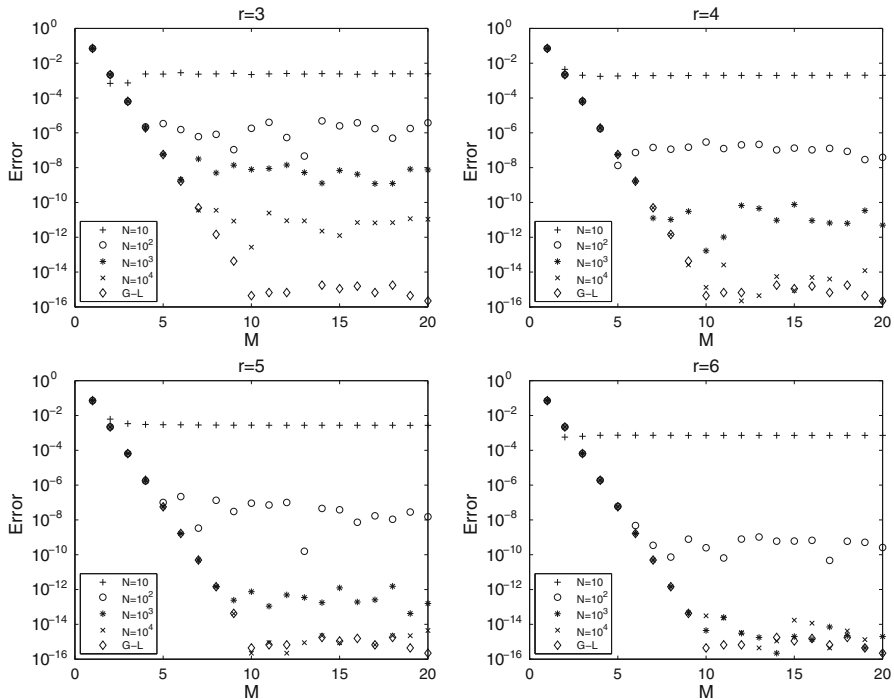 r=3
10^0
10^-2
10^-4
10^-6
10^-8
10^-10
10^-12
10^-14
10^-16
Error
N=10
N=10^2
N=10^3
N=10^4
G-L
0 5 10 15 20
M
r=4
10^0
10^-2
10^-4
10^-6
10^-8
10^-10
10^-12
10^-14
10^-16
Error
N=10
N=10^2
N=10^3
N=10^4
G-L
0 5 10 15 20
M
r=5
10^0
10^-2
10^-4
10^-6
10^-8
10^-10
10^-12
10^-14
10^-16
Error
N=10
N=10^2
N=10^3
N=10^4
G-L
0 5 10 15 20
M
r=6
10^0
10^-2
10^-4
10^-6
10^-8
10^-10
10^-12
10^-14
10^-16
Error
N=10
N=10^2
N=10^3
N=10^4
G-L
0 5 10 15 20
M